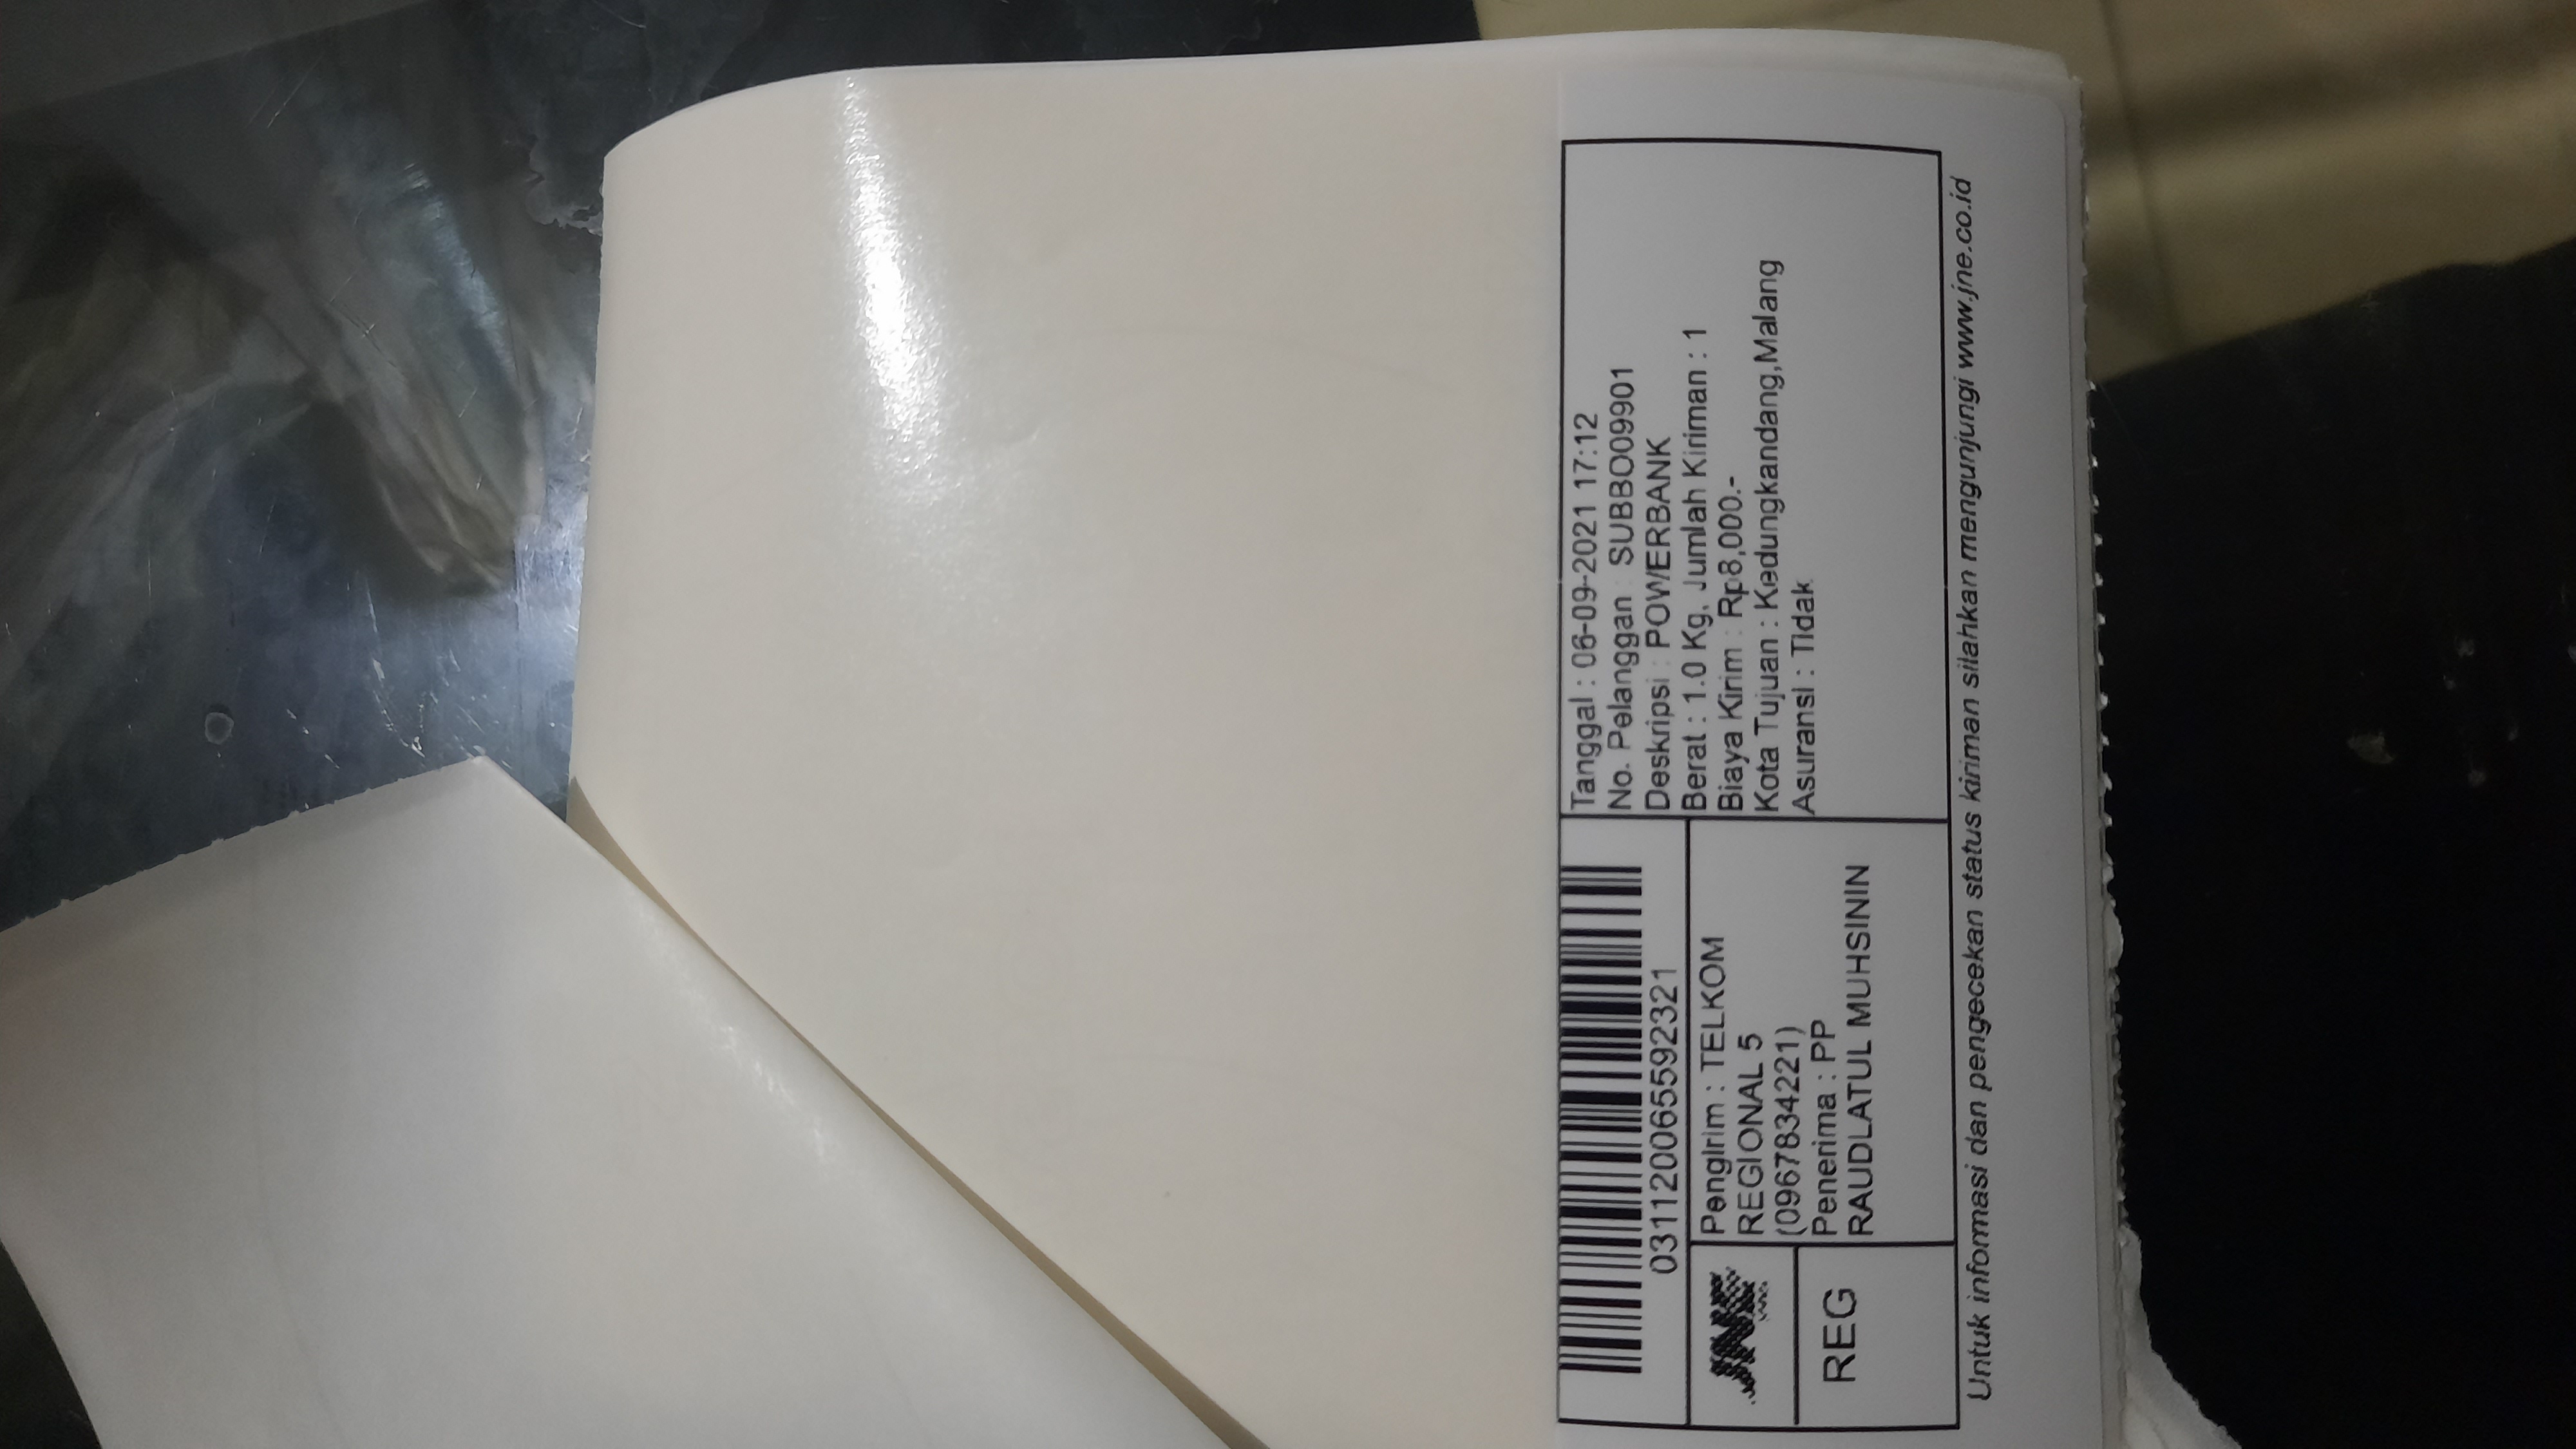 031120065592321
JNE
REG
Pengirim : TELKOM
REGIONAL 5
(0967834221)
Penerima : PP
RAUDLATUL MUHSININ
Tanggal : 06-09-2021 17:12
No. Pelanggan : SUBBO09901
Deskripsi : POWERBANK
Berat : 1.0 Kg, Jumlah Kiriman : 1
Biaya Kirim : Rp8,000.-
Kota Tujuan : Kedungkandang,Malang
Asuransi : Tidak
Untuk informasi dan pengecekan status kiriman silahkan mengunjungi www.jne.co.id